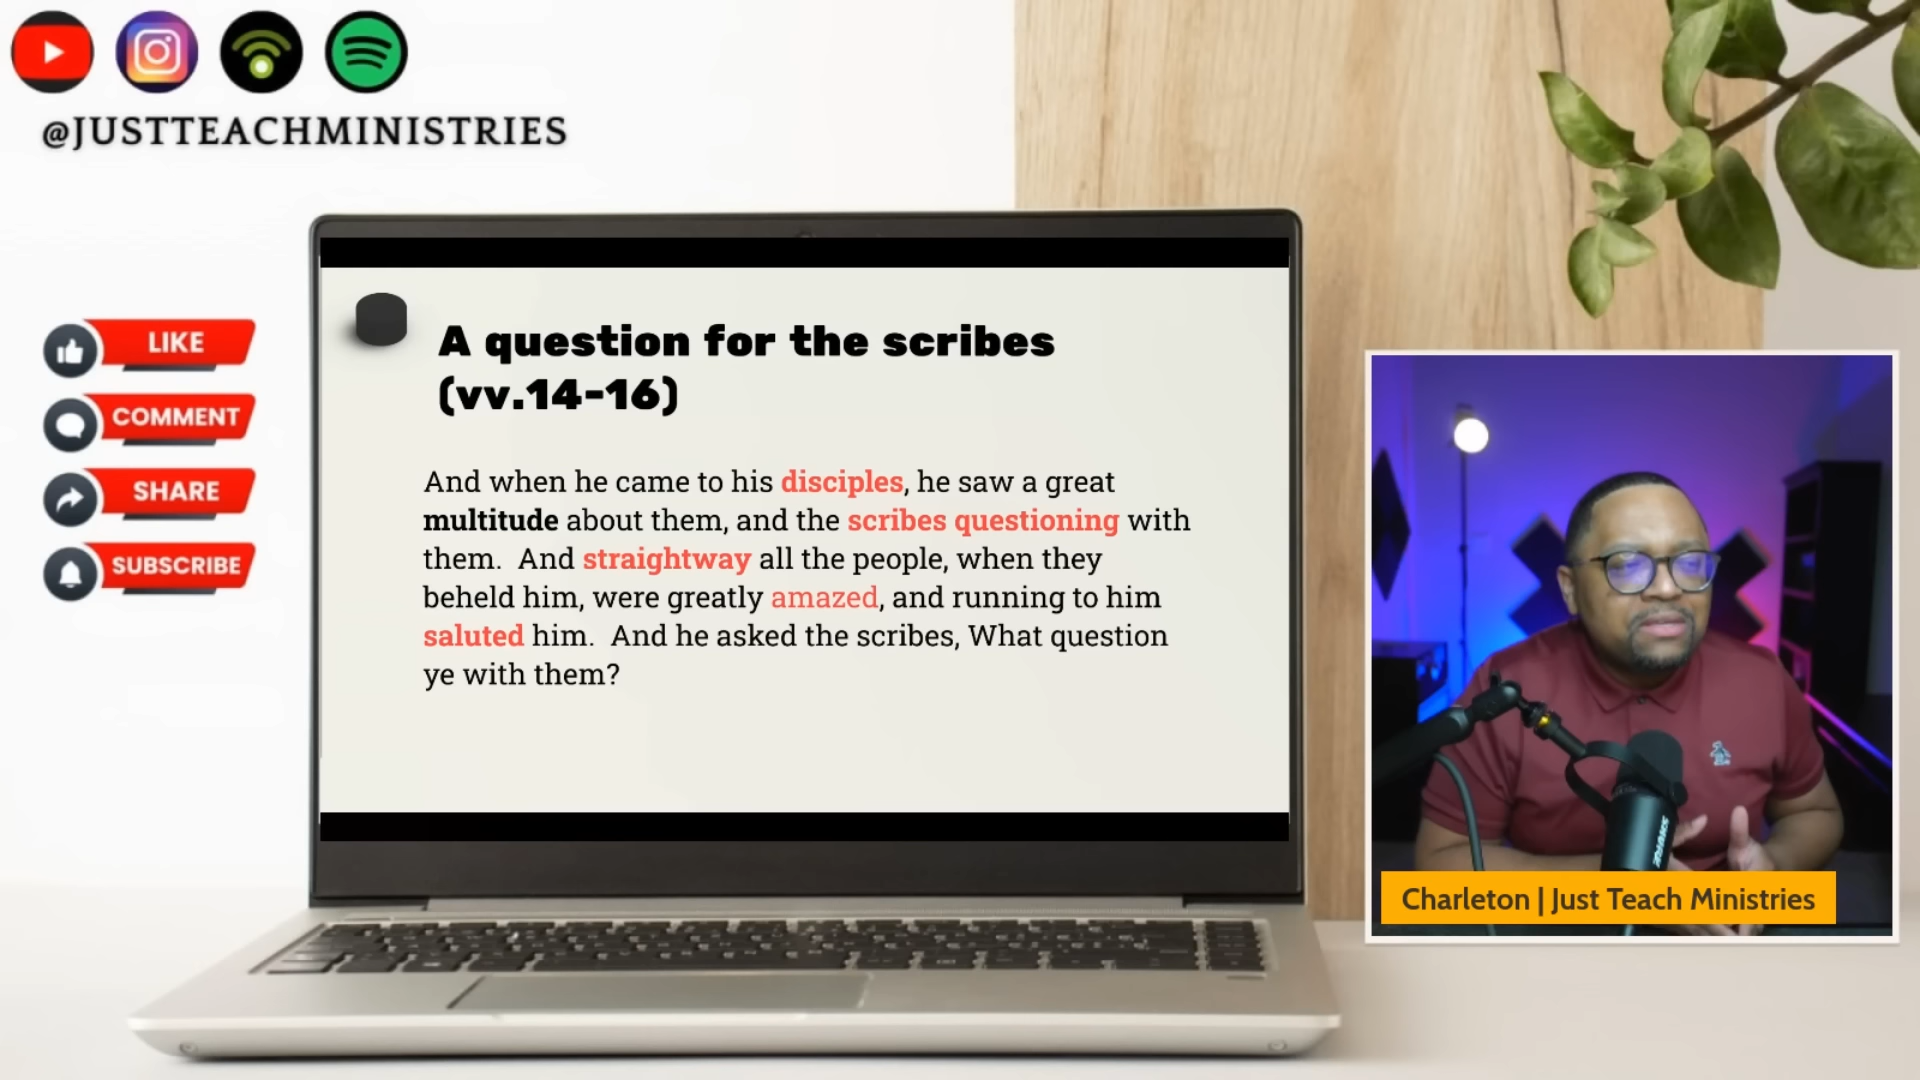 @JUSTTEACHMINISTRIES
LIKE
COMMENT
SHARE
SUBSCRIBE
A question for the scribes
(vv.14-16)
And when he came to his disciples, he saw a great
multitude about them, and the scribes questioning with
them.  And straightway all the people, when they
beheld him, were greatly amazed, and running to him
saluted him.  And he asked the scribes, What question
ye with them?
SHURE
Charleton | Just Teach Ministries